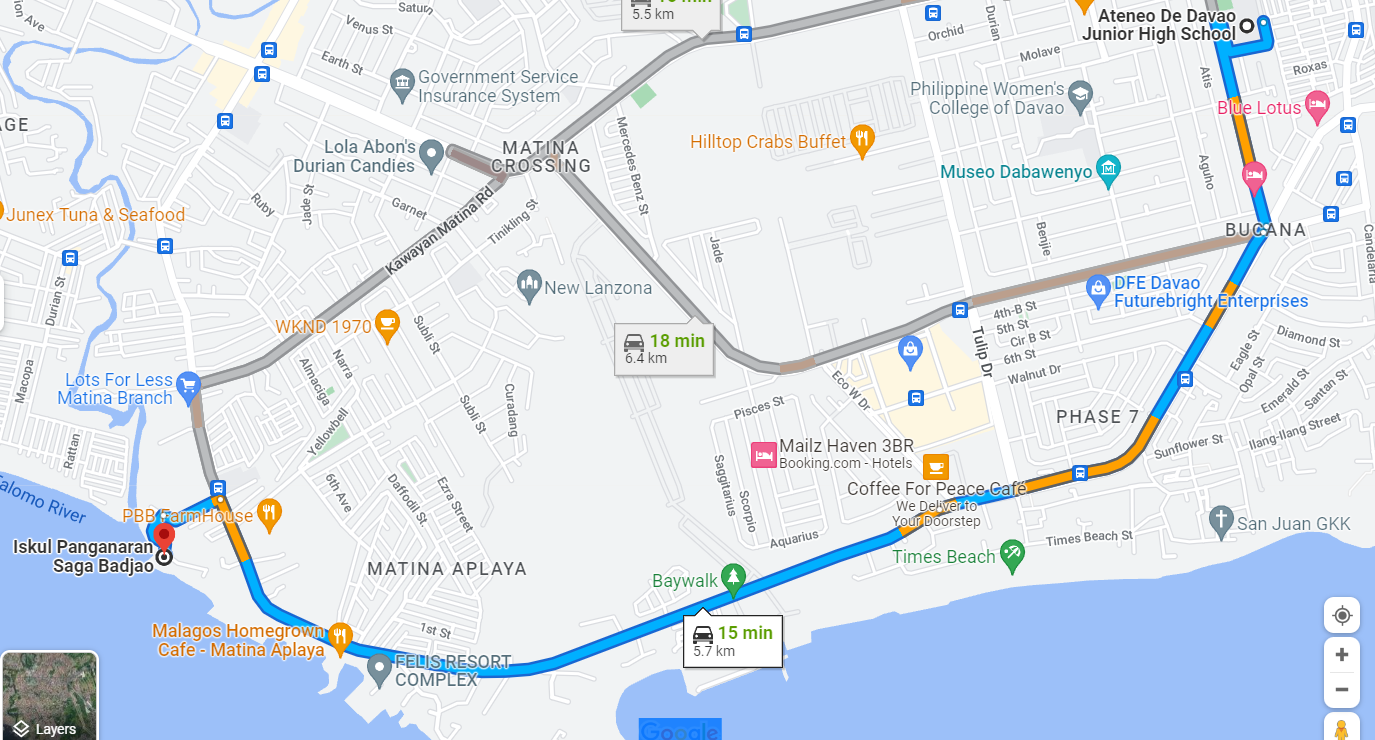 5.5 km
Ateneo De Davao
Junior High School
Saturn
Venus St
Earth St
Orchid
Durian
Molave
Roxas
Atis
Government Service
Insurance System
Philippine Women's
College of Davao
Blue Lotus
Hilltop Crabs Buffet
Mercedes Benz St
MATINA
CROSSING
Lola Abon's
Durian Candies
Museo Dabawenyo
Aguho
Jade St
Ruby
Garnet
Kawayan Matina Rd
Tinikling St
Junex Tuna & Seafood
Jade
Benjie
BUCANA
Candelaria
Durian St
New Lanzona
DFE Davao
Futurebright Enterprises
WKND 1970
Subli St
18 min
6.4 km
4th-B St
5th St
Cir B St
6th St
Walnut Dr
Tulip Dr
Diamond St
Eagle St
Opal St
Emerald St
Santan St
Macopa
Lots For Less
Matina Branch
Almaciga
Narra
Yellowbell
Subli St
Curadang
Eco W Dr
Pisces St
PHASE 7
Sunflower St
Ilang-Ilang Street
Rattan
Mailz Haven 3BR
Booking.com - Hotels
Saggitarius
Scorpio
Aquarius
Coffee For Peace Café
We Deliver to
Your Doorstep
6th Ave
Daffodil St
Ezra Street
PBB FarmHouse
San Juan GKK
Times Beach St
Iskul Panganaran
Saga Badjao
MATINA APLAYA
Times Beach
Baywalk
1st St
15 min
5.7 km
Malagos Homegrown
Cafe - Matina Aplaya
FELIS RESORT
COMPLEX
Layers
Google